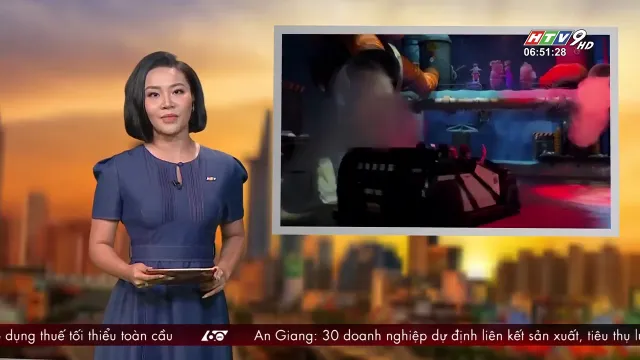 HTV9 HD
06:51:28
dụng thuế tối thiểu toàn cầu 60 An Giang: 30 doanh nghiệp dự định liên kết sản xuất, tiêu thụ l